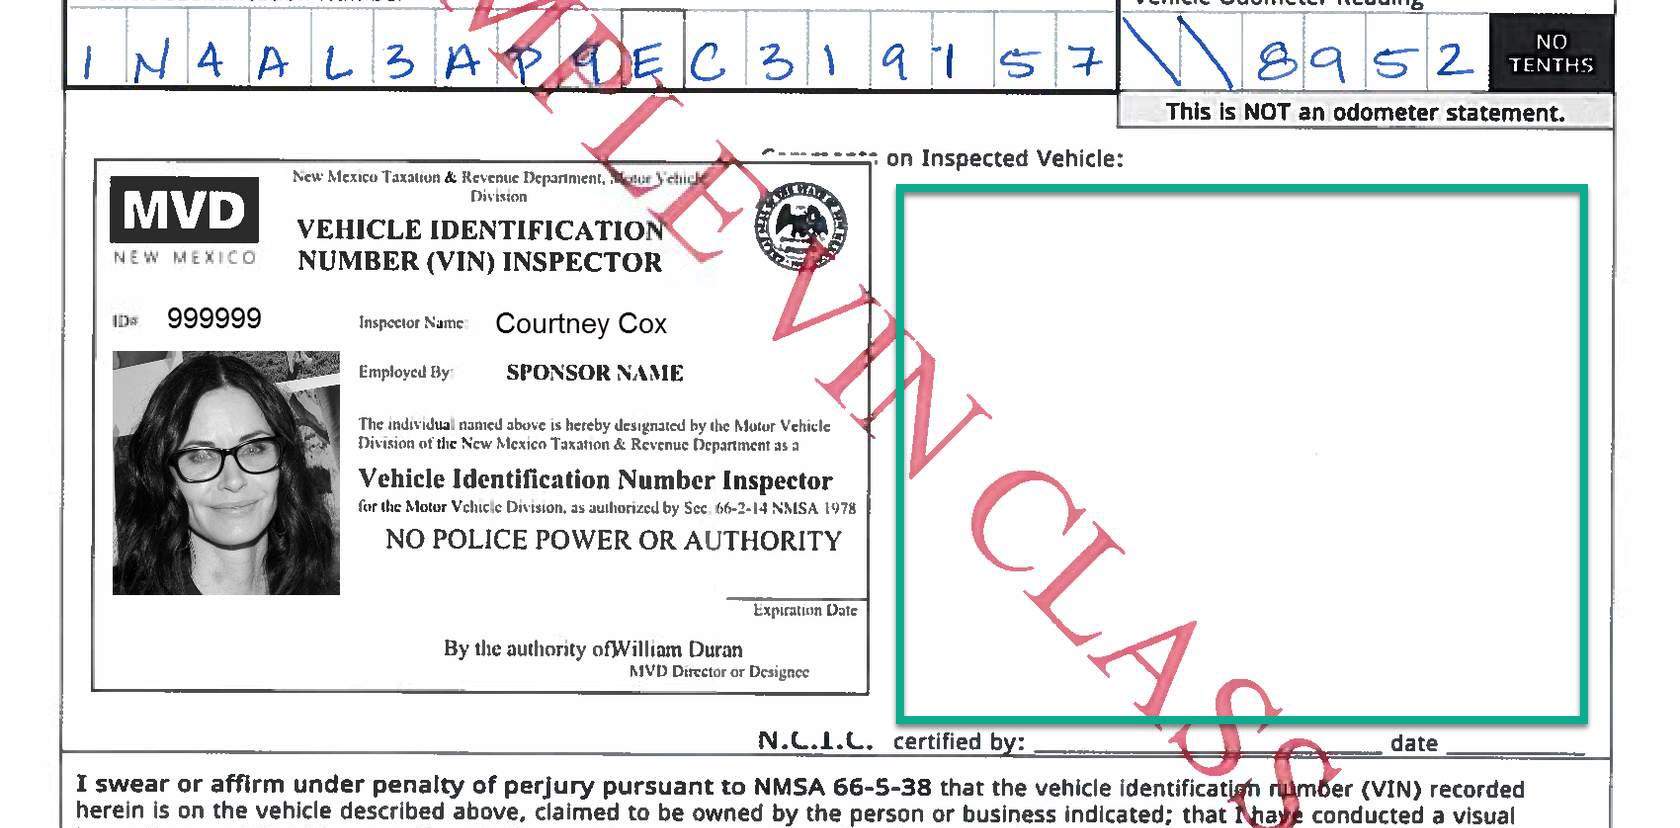 Vehicle Odometer Reading
1 N 4 A L 3 A P 9 E C 3 1 9 1 5 7 \ \ 8 9 5 2 NO TENTHS
This is NOT an odometer statement.
Comments on Inspected Vehicle:
MVD
NEW MEXICO
New Mexico Taxation & Revenue Department, Motor Vehicle
Division
VEHICLE IDENTIFICATION
NUMBER (VIN) INSPECTOR
ID# 999999
Inspector Name: Courtney Cox
Employed By: SPONSOR NAME
The individual named above is hereby designated by the Motor Vehicle
Division of the New Mexico Taxation & Revenue Department as a
Vehicle Identification Number Inspector
for the Motor Vehicle Division, as authorized by Sec. 66-2-14 NMSA 1978
NO POLICE POWER OR AUTHORITY
Expiration Date
By the authority of William Duran
MVD Director or Designee
N.C.I.C. certified by: date
I swear or affirm under penalty of perjury pursuant to NMSA 66-5-38 that the vehicle identification number (VIN) recorded
herein is on the vehicle described above, claimed to be owned by the person or business indicated; that I have conducted a visual
MPLE VIN CLASS